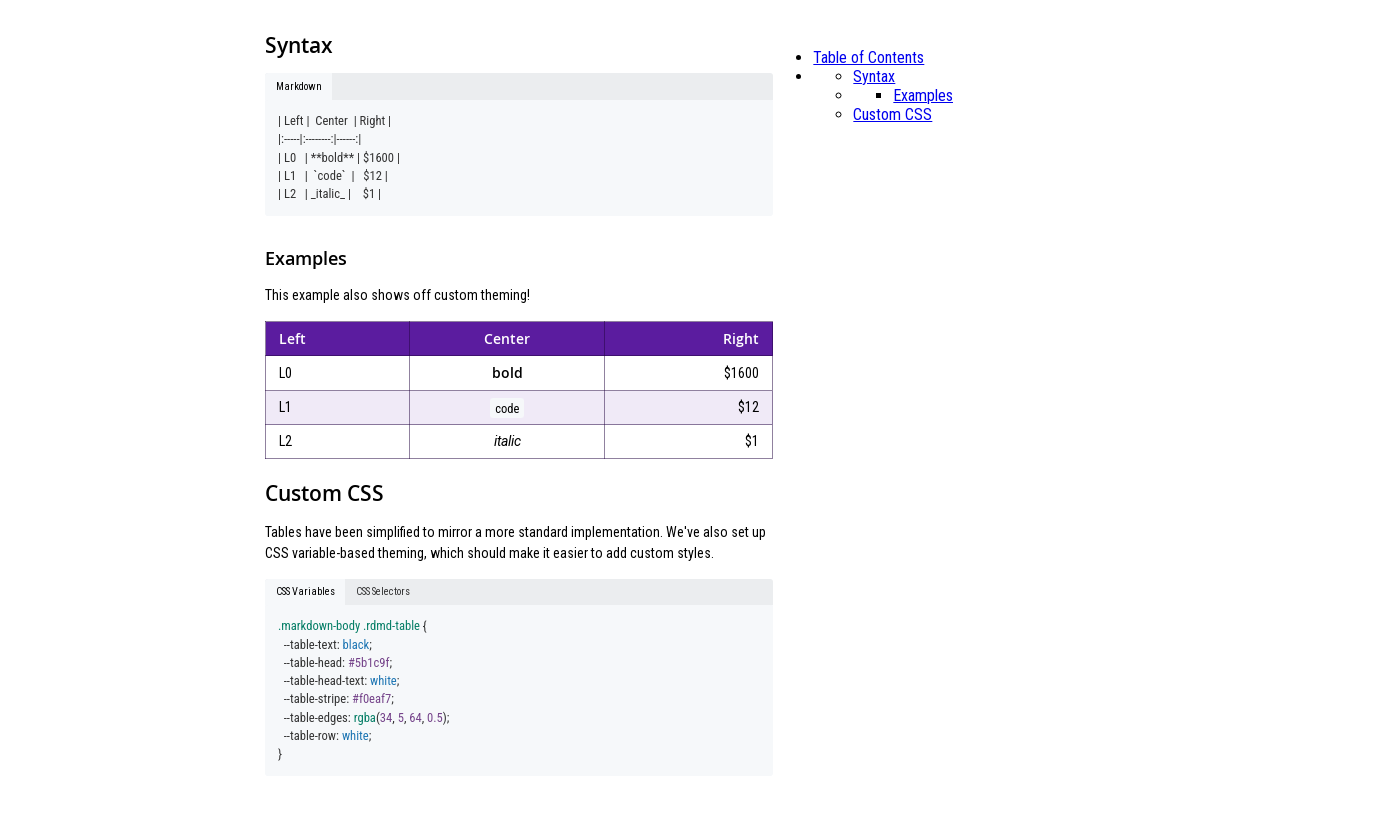 Syntax
Markdown
| Left |  Center  | Right |
|:-----|:--------:|------:|
| L0   | **bold** | $1600 |
| L1   |  `code`  |   $12 |
| L2   | _italic_ |    $1 |
Examples
This example also shows off custom theming!
Left Center Right
L0 bold $1600
L1 code $12
L2 italic $1
Custom CSS
Tables have been simplified to mirror a more standard implementation. We've also set up
CSS variable-based theming, which should make it easier to add custom styles.
CSS Variables CSS Selectors
.markdown-body .rdmd-table {
  --table-text: black;
  --table-head: #5b1c9f;
  --table-head-text: white;
  --table-stripe: #f0eaf7;
  --table-edges: rgba(34, 5, 64, 0.5);
  --table-row: white;
}
Table of Contents
Syntax
Examples
Custom CSS